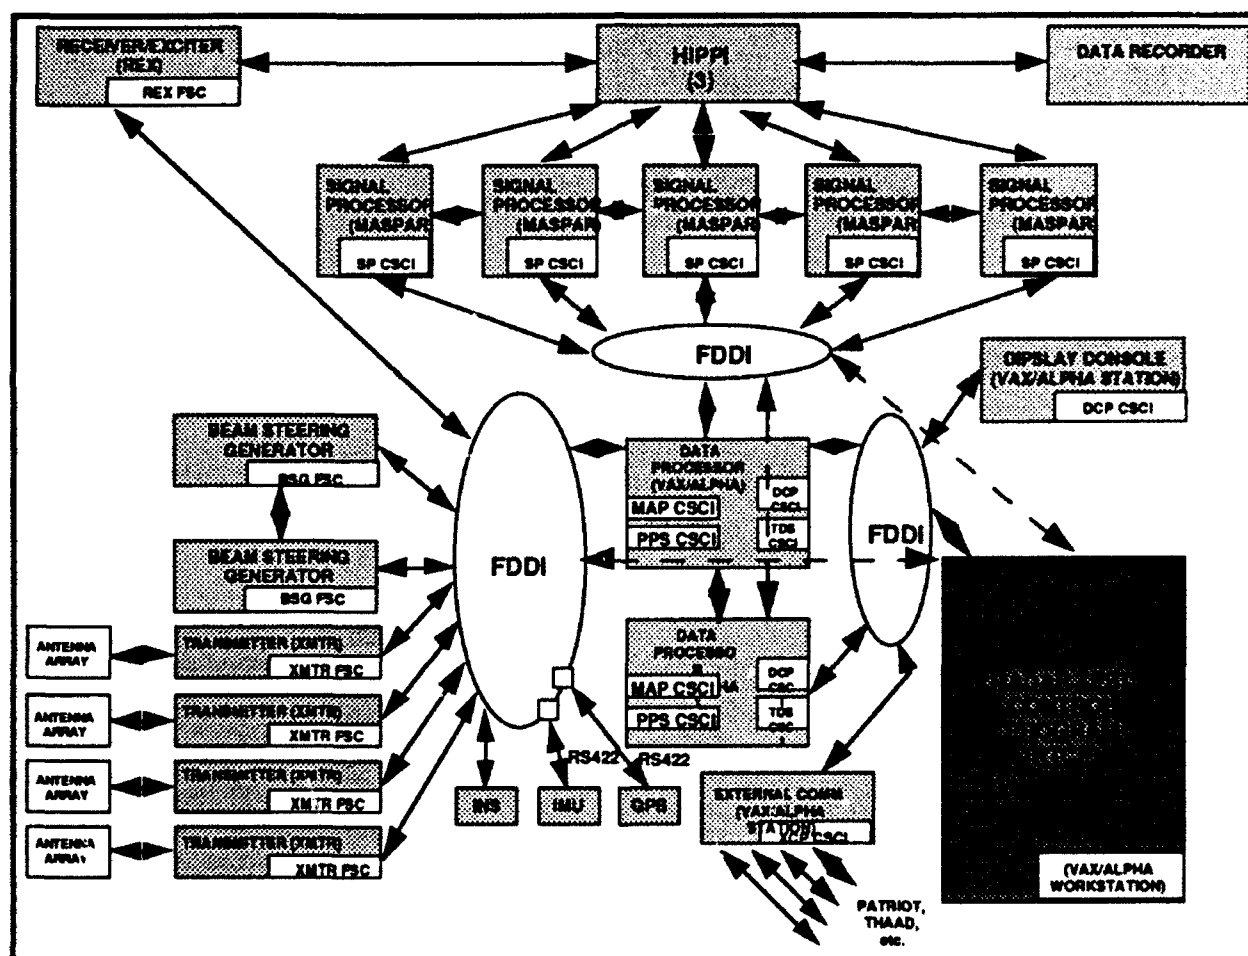 RECEIVER/EXCITER
(REX)
REX FSC
HIPPI
(3)
DATA RECORDER
SIGNAL
PROCESSOR
(MASPAR)
SP CSCI
SIGNAL
PROCESSOR
(MASPAR)
SP CSCI
SIGNAL
PROCESSOR
(MASPAR)
SP CSCI
SIGNAL
PROCESSOR
(MASPAR)
SP CSCI
SIGNAL
PROCESSOR
(MASPAR)
SP CSCI
FDDI
DIPSLAY CONSOLE
(VAX/ALPHA STATION)
DCP CSCI
BEAM STEERING
GENERATOR
BSG FSC
BEAM STEERING
GENERATOR
BSG FSC
FDDI
DATA
PROCESSOR
(VAX/ALPHA)
MAP CSCI
PPS CSCI
DCP
CSCI
TDS
CSCI
FDDI
DATA
PROCESSO
R
MAP CSCI
PPS CSCI
DCP
CSC
TDS
CSC
ANTENNA
ARRAY
TRANSMITTER (XMTR)
XMTR FSC
ANTENNA
ARRAY
TRANSMITTER (XMTR)
XMTR FSC
ANTENNA
ARRAY
TRANSMITTER (XMTR)
XMTR FSC
ANTENNA
ARRAY
TRANSMITTER (XMTR)
XMTR FSC
RS422
RS422
INS
IMU
GPS
EXTERNAL COMM
(VAX/ALPHA
STATION)
XCP CSCI
PATRIOT,
THAAD,
etc.
(VAX/ALPHA
WORKSTATION)